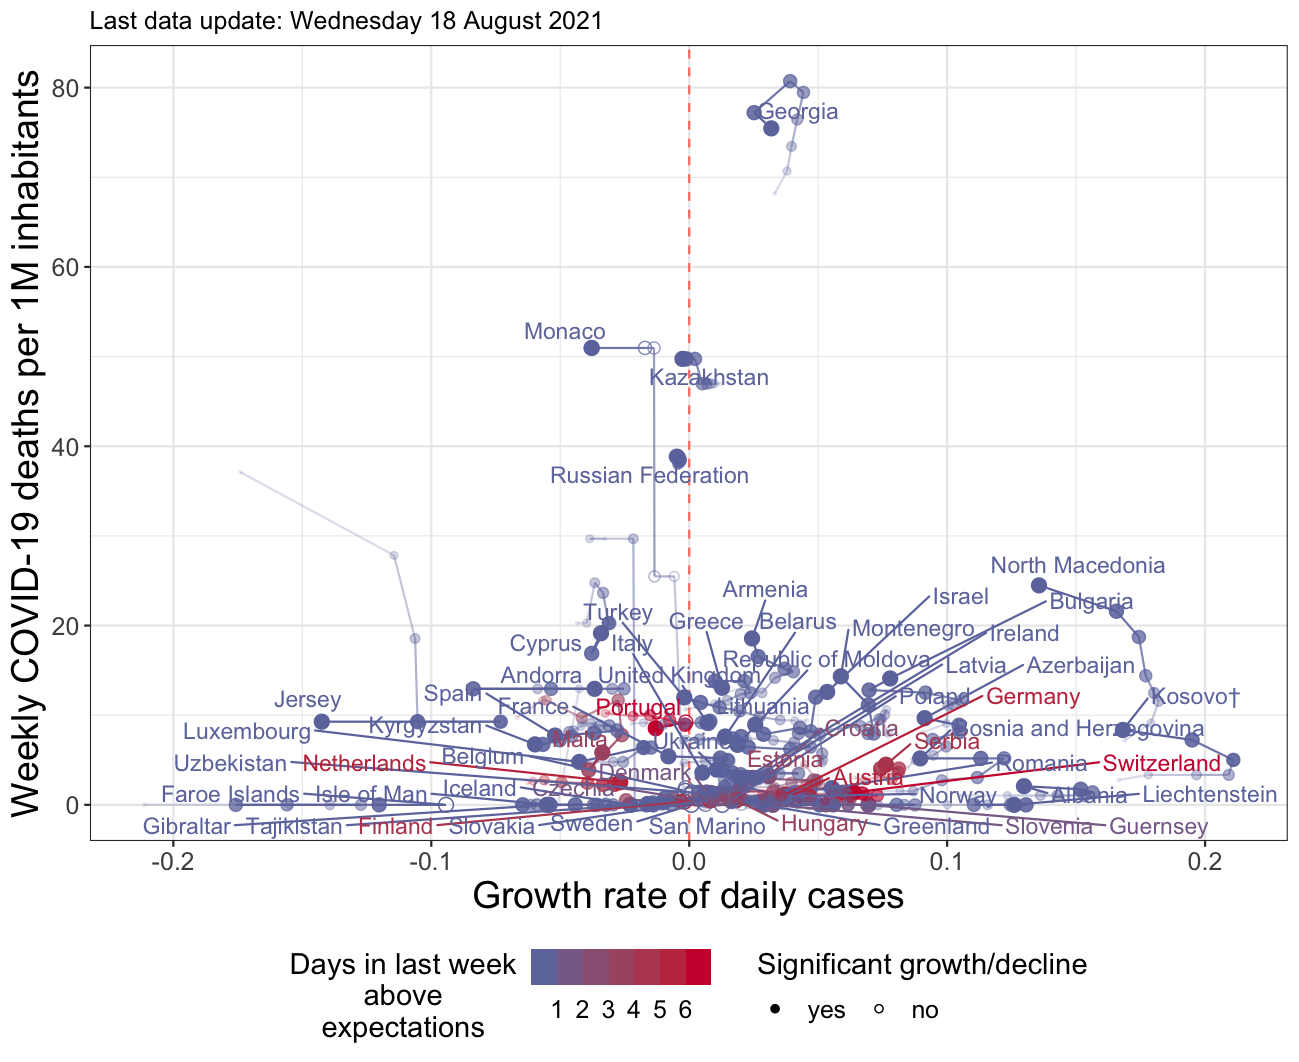 Last data update: Wednesday 18 August 2021
Weekly COVID-19 deaths per 1M inhabitants
80
60
40
20
0
Georgia
Monaco
Kazakhstan
Russian Federation
North Macedonia
Armenia
Israel
Bulgaria
Turkey
Greece
Belarus
Montenegro
Ireland
Cyprus
Italy
Republic of Moldova
Latvia
Azerbaijan
Andorra
United Kingdom
Jersey
Spain
France
Portugal
Lithuania
Poland
Germany
Kosovo†
Luxembourg
Kyrgyzstan
Malta
Ukraine
Croatia
Serbia
Bosnia and Herzegovina
Uzbekistan
Netherlands
Belgium
Denmark
Estonia
Austria
Romania
Switzerland
Faroe Islands
Isle of Man
Iceland
Czechia
Norway
Albania
Liechtenstein
Gibraltar
Tajikistan
Finland
Slovakia
Sweden
San Marino
Hungary
Greenland
Slovenia
Guernsey
-0.2
-0.1
0.0
0.1
0.2
Growth rate of daily cases
Days in last week
above
expectations
1 2 3 4 5 6
Significant growth/decline
yes
no